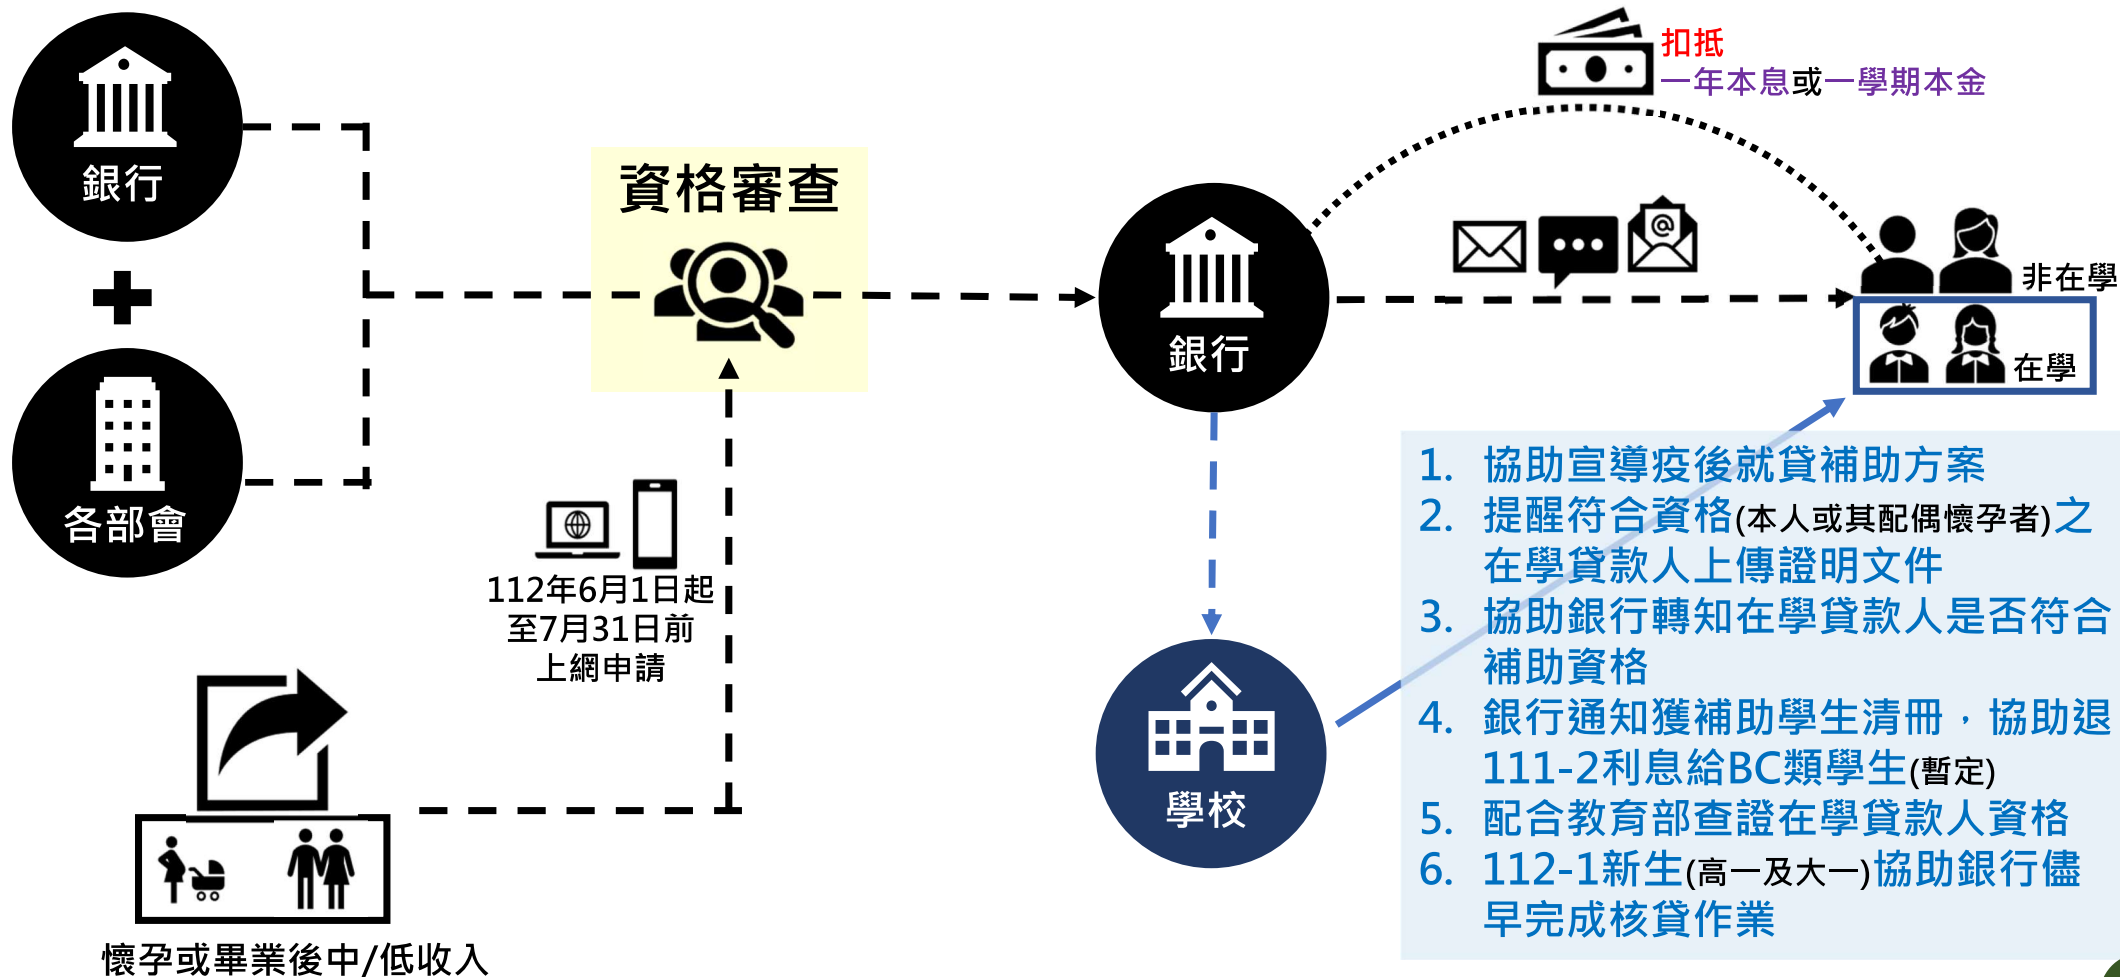 銀行
各部會
資格審查
112年6月1日起
至7月31日前
上網申請
懷孕或畢業後中/低收入
銀行
學校
扣抵
一年本息或一學期本金
非在學
在學
1. 協助宣導疫後就貸補助方案
2. 提醒符合資格(本人或其配偶懷孕者)之
在學貸款人上傳證明文件
3. 協助銀行轉知在學貸款人是否符合
補助資格
4. 銀行通知獲補助學生清冊，協助退
111-2利息給BC類學生(暫定)
5. 配合教育部查證在學貸款人資格
6. 112-1新生(高一及大一)協助銀行儘
早完成核貸作業